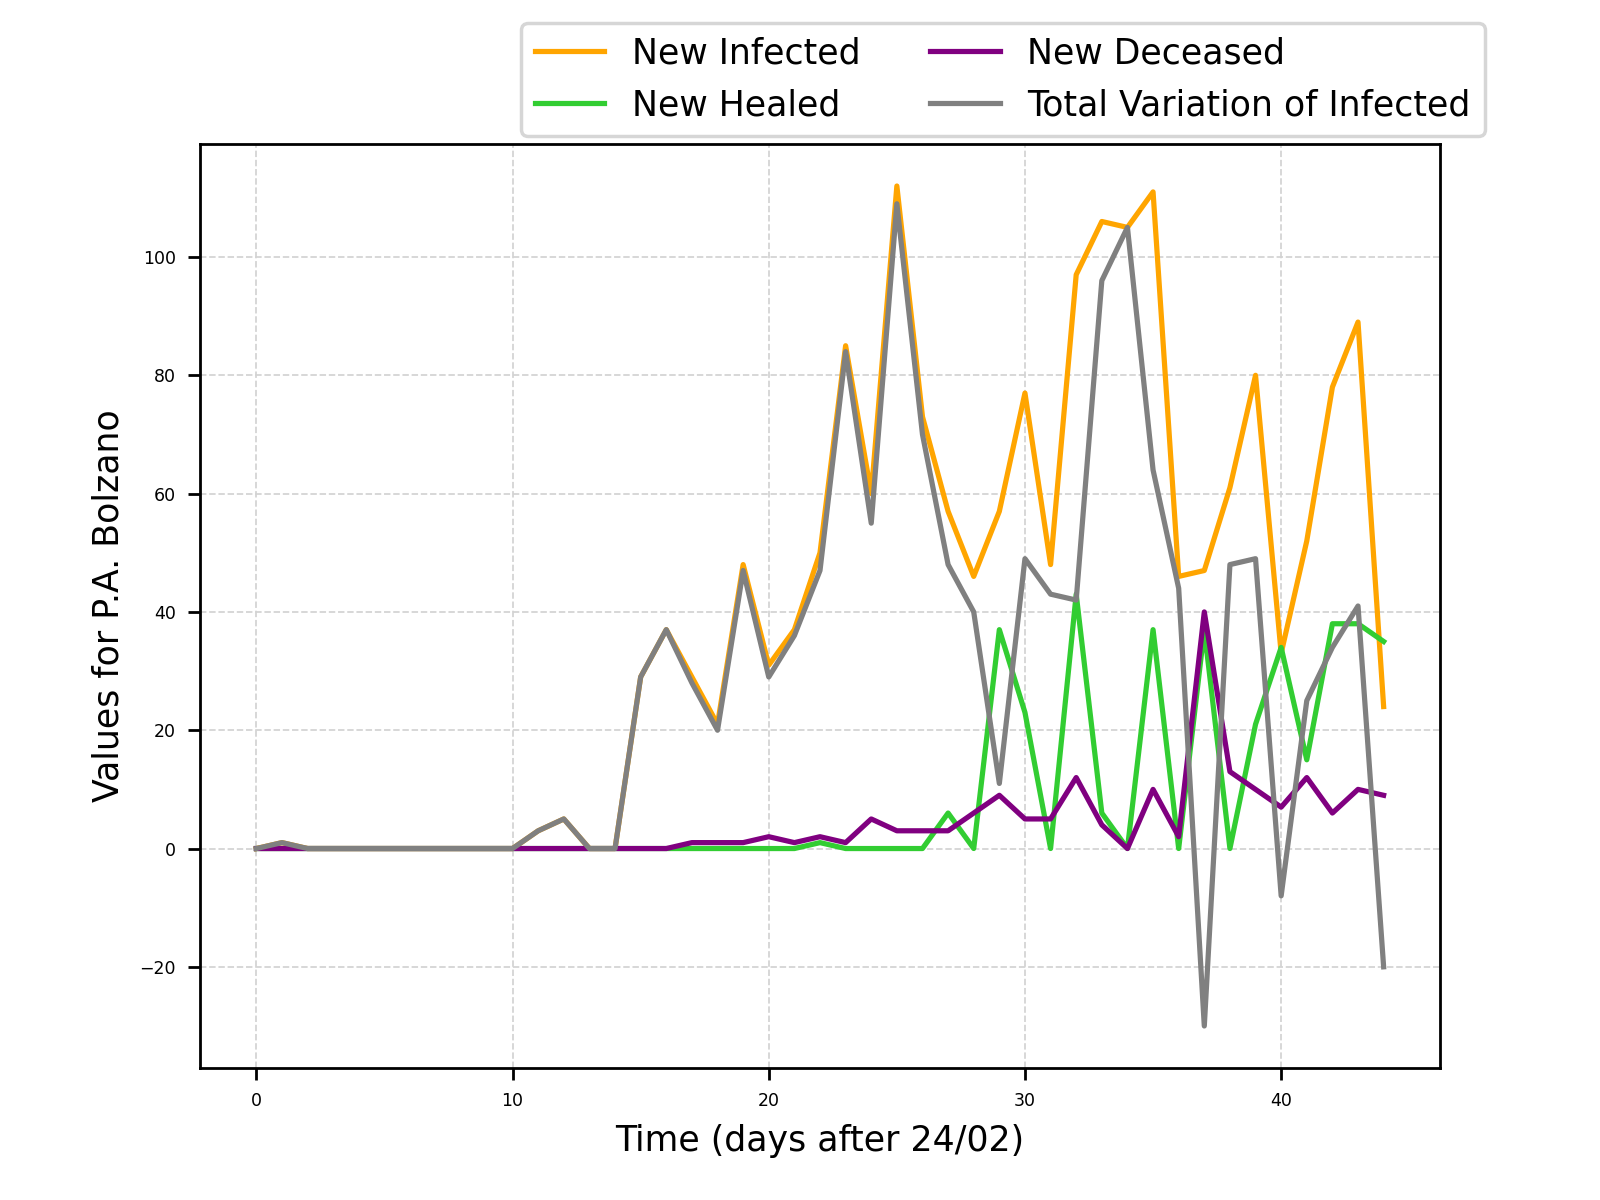 New Infected
New Healed
New Deceased
Total Variation of Infected
Values for P.A. Bolzano
100
80
60
40
20
0
−20
0 10 20 30 40
Time (days after 24/02)